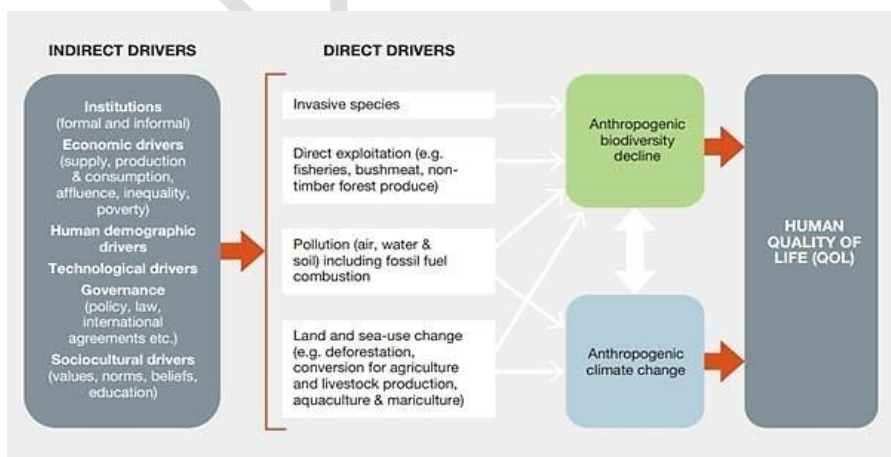 INDIRECT DRIVERS
Institutions
(formal and informal)
Economic drivers
(supply, production
& consumption,
affluence, inequality,
poverty)
Human demographic
drivers
Technological drivers
Governance
(policy, law,
international
agreements etc.)
Sociocultural drivers
(values, norms, beliefs,
education)
DIRECT DRIVERS
Invasive species
Direct exploitation (e.g.
fisheries, bushmeat, non-
timber forest produce)
Pollution (air, water &
soil) including fossil fuel
combustion
Land and sea-use change
(e.g. deforestation,
conversion for agriculture
and livestock production,
aquaculture & mariculture)
Anthropogenic
biodiversity
decline
Anthropogenic
climate change
HUMAN
QUALITY OF
LIFE (QOL)